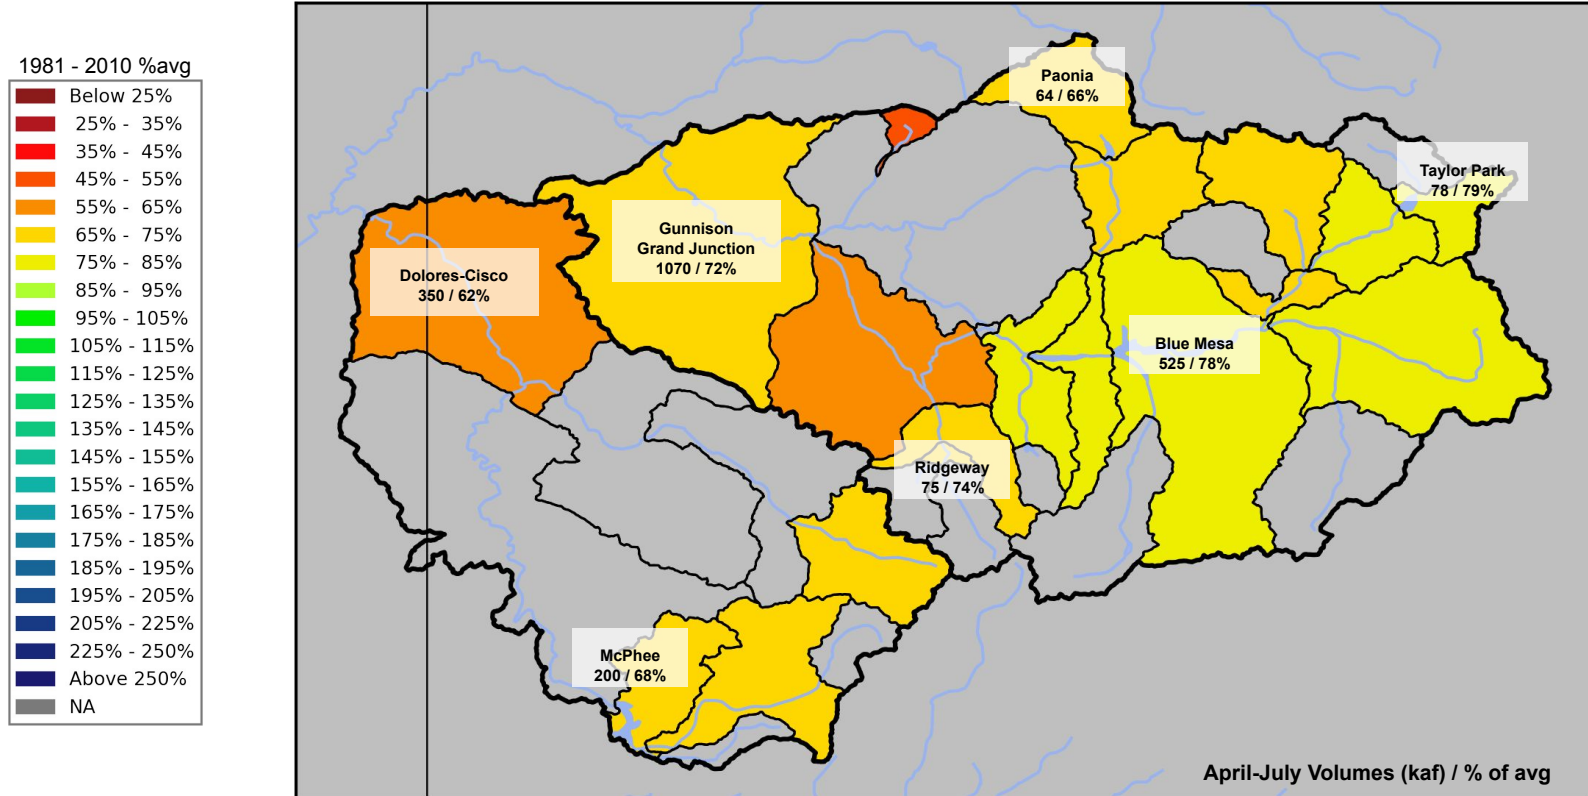 1981 - 2010 %avg
Below 25%
25% - 35%
35% - 45%
45% - 55%
55% - 65%
65% - 75%
75% - 85%
85% - 95%
95% - 105%
105% - 115%
115% - 125%
125% - 135%
135% - 145%
145% - 155%
155% - 165%
165% - 175%
175% - 185%
185% - 195%
195% - 205%
205% - 225%
225% - 250%
Above 250%
NA
Paonia
64 / 66%
Taylor Park
78 / 79%
Gunnison
Grand Junction
1070 / 72%
Dolores-Cisco
350 / 62%
Blue Mesa
525 / 78%
Ridgeway
75 / 74%
McPhee
200 / 68%
April-July Volumes (kaf) / % of avg